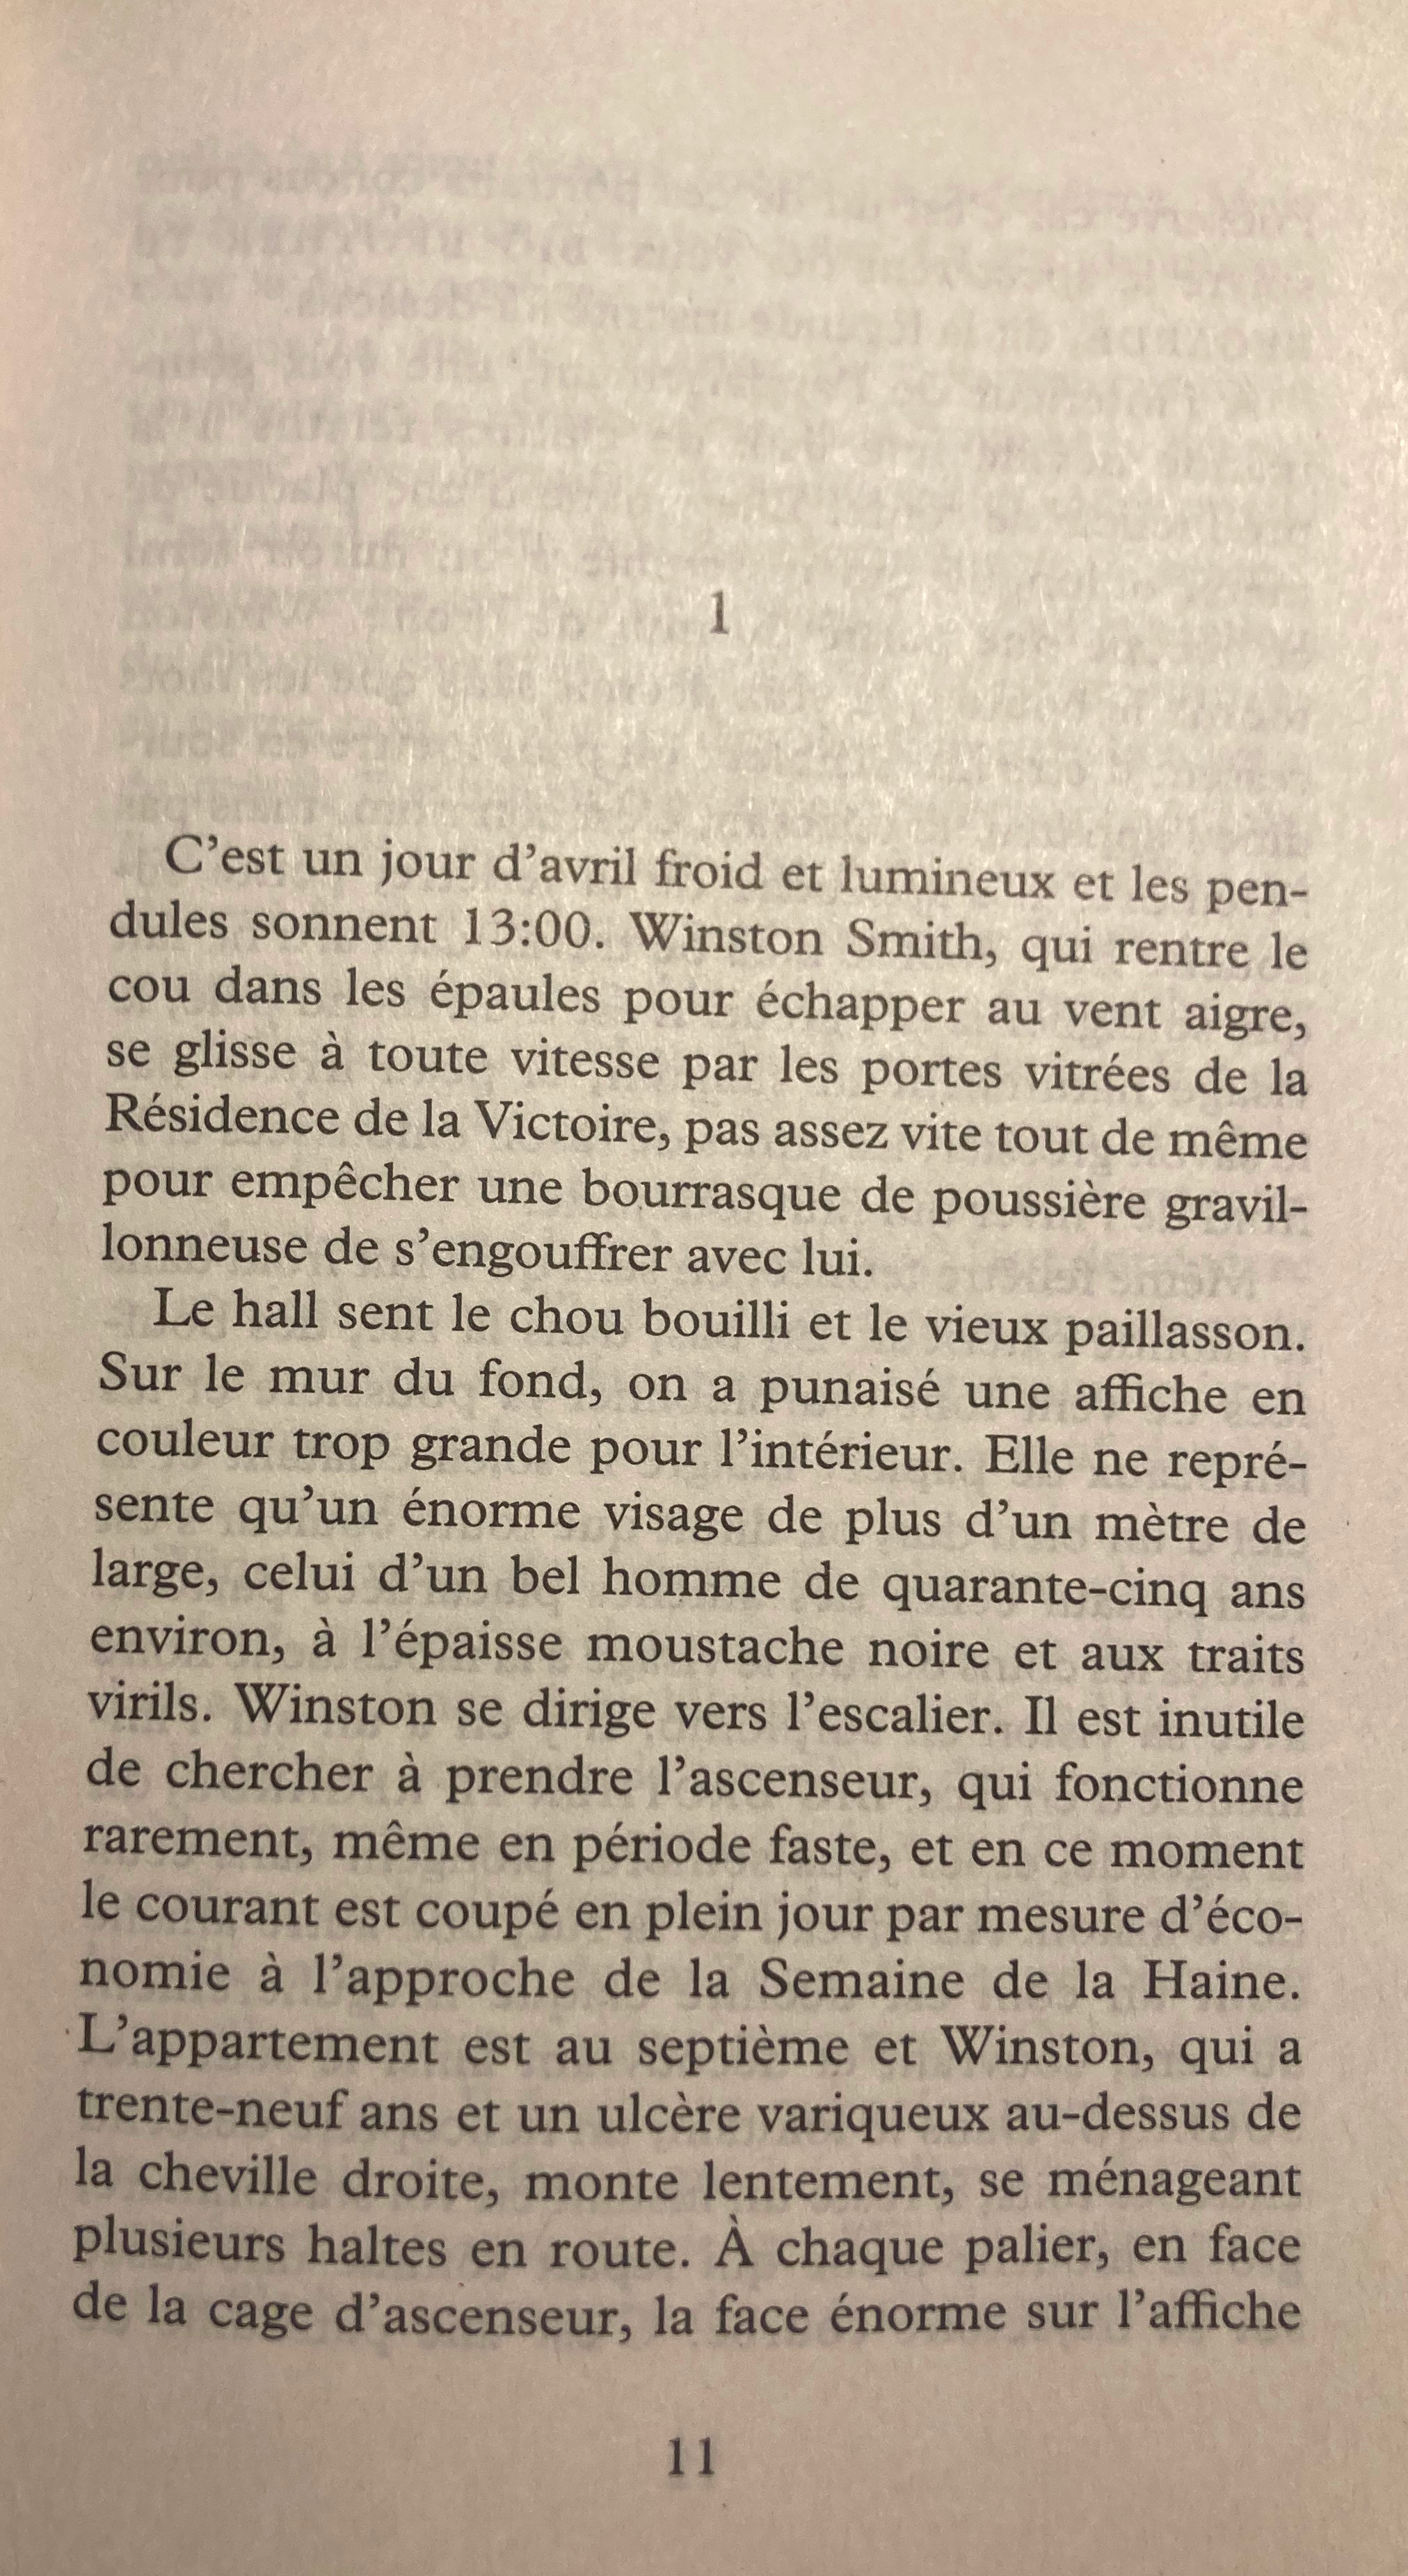 1
C’est un jour d’avril froid et lumineux et les pen-
dules sonnent 13:00. Winston Smith, qui rentre le
cou dans les épaules pour échapper au vent aigre,
se glisse à toute vitesse par les portes vitrées de la
Résidence de la Victoire, pas assez vite tout de même
pour empêcher une bourrasque de poussière gravil-
lonneuse de s’engouffrer avec lui.
Le hall sent le chou bouilli et le vieux paillasson.
Sur le mur du fond, on a punaisé une affiche en
couleur trop grande pour l’intérieur. Elle ne repré-
sente qu’un énorme visage de plus d’un mètre de
large, celui d’un bel homme de quarante-cinq ans
environ, à l’épaisse moustache noire et aux traits
virils. Winston se dirige vers l’escalier. Il est inutile
de chercher à prendre l’ascenseur, qui fonctionne
rarement, même en période faste, et en ce moment
le courant est coupé en plein jour par mesure d’éco-
nomie à l’approche de la Semaine de la Haine.
L’appartement est au septième et Winston, qui a
trente-neuf ans et un ulcère variqueux au-dessus de
la cheville droite, monte lentement, se ménageant
plusieurs haltes en route. À chaque palier, en face
de la cage d’ascenseur, la face énorme sur l’affiche
11